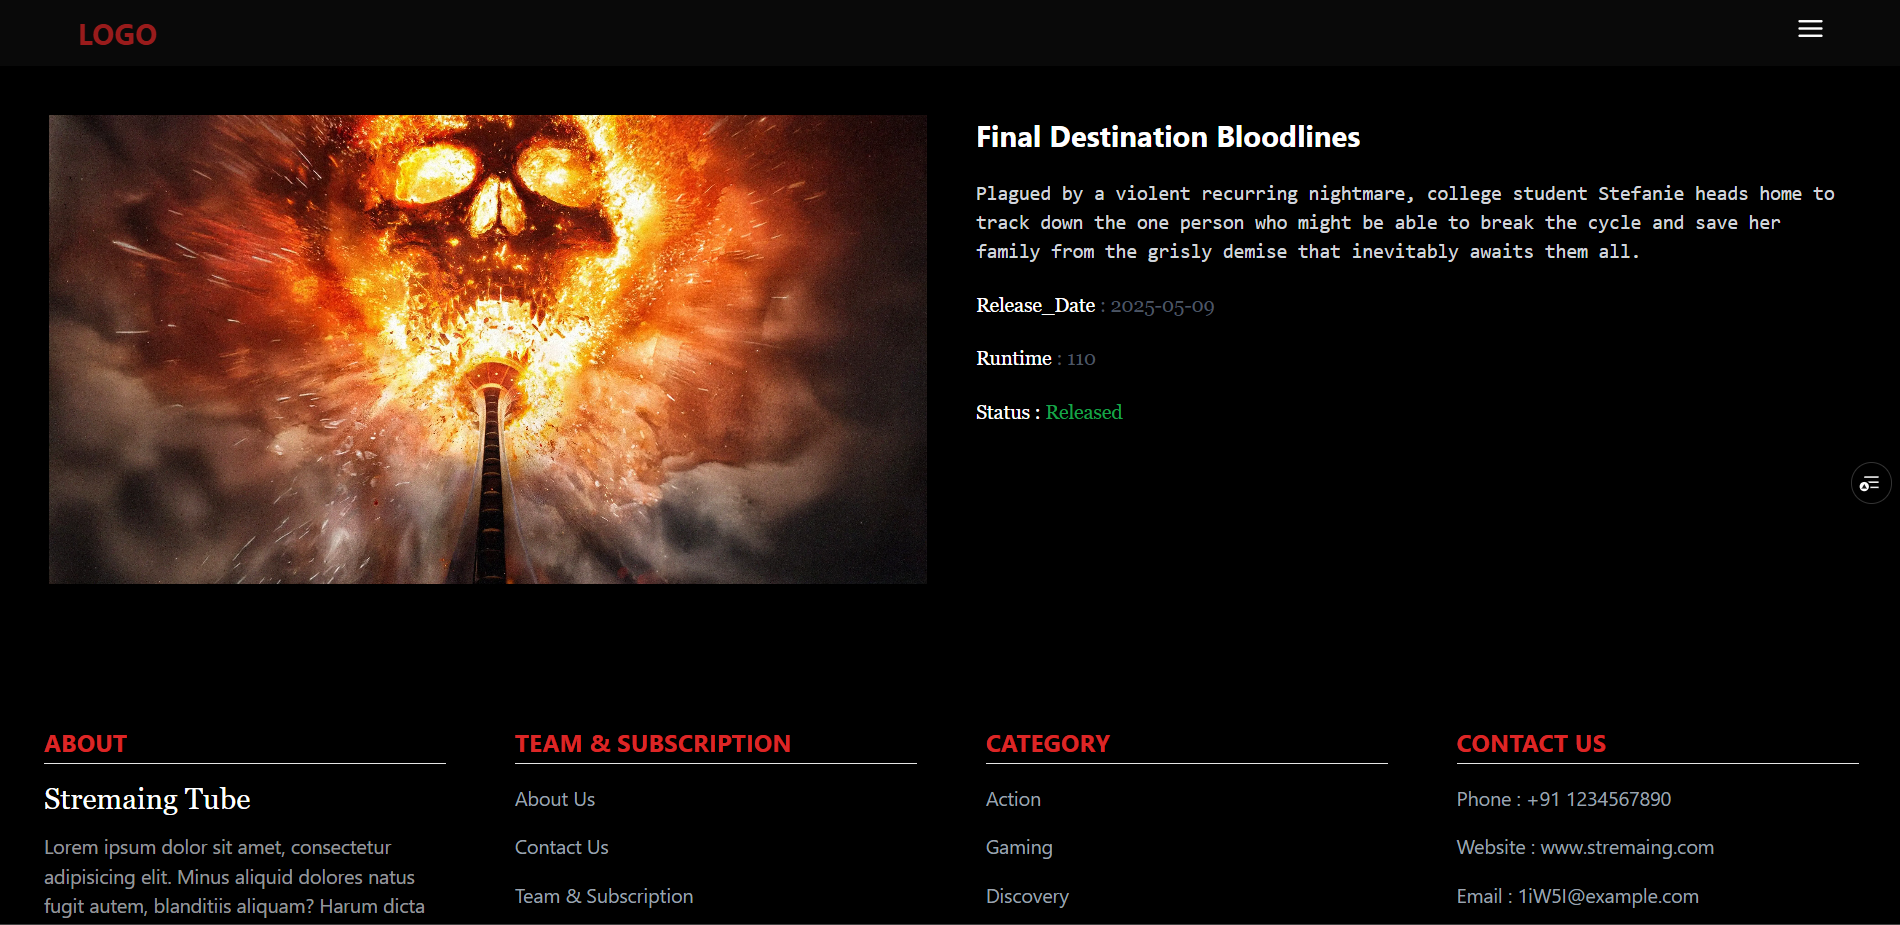 LOGO
Final Destination Bloodlines
Plagued by a violent recurring nightmare, college student Stefanie heads home to
track down the one person who might be able to break the cycle and save her
family from the grisly demise that inevitably awaits them all.
Release_Date : 2025-05-09
Runtime : 110
Status : Released
ABOUT
Stremaing Tube
Lorem ipsum dolor sit amet, consectetur
adipisicing elit. Minus aliquid dolores natus
fugit autem, blanditiis aliquam? Harum dicta
TEAM & SUBSCRIPTION
About Us
Contact Us
Team & Subscription
CATEGORY
Action
Gaming
Discovery
CONTACT US
Phone : +91 1234567890
Website : www.stremaing.com
Email : 1iW5I@example.com